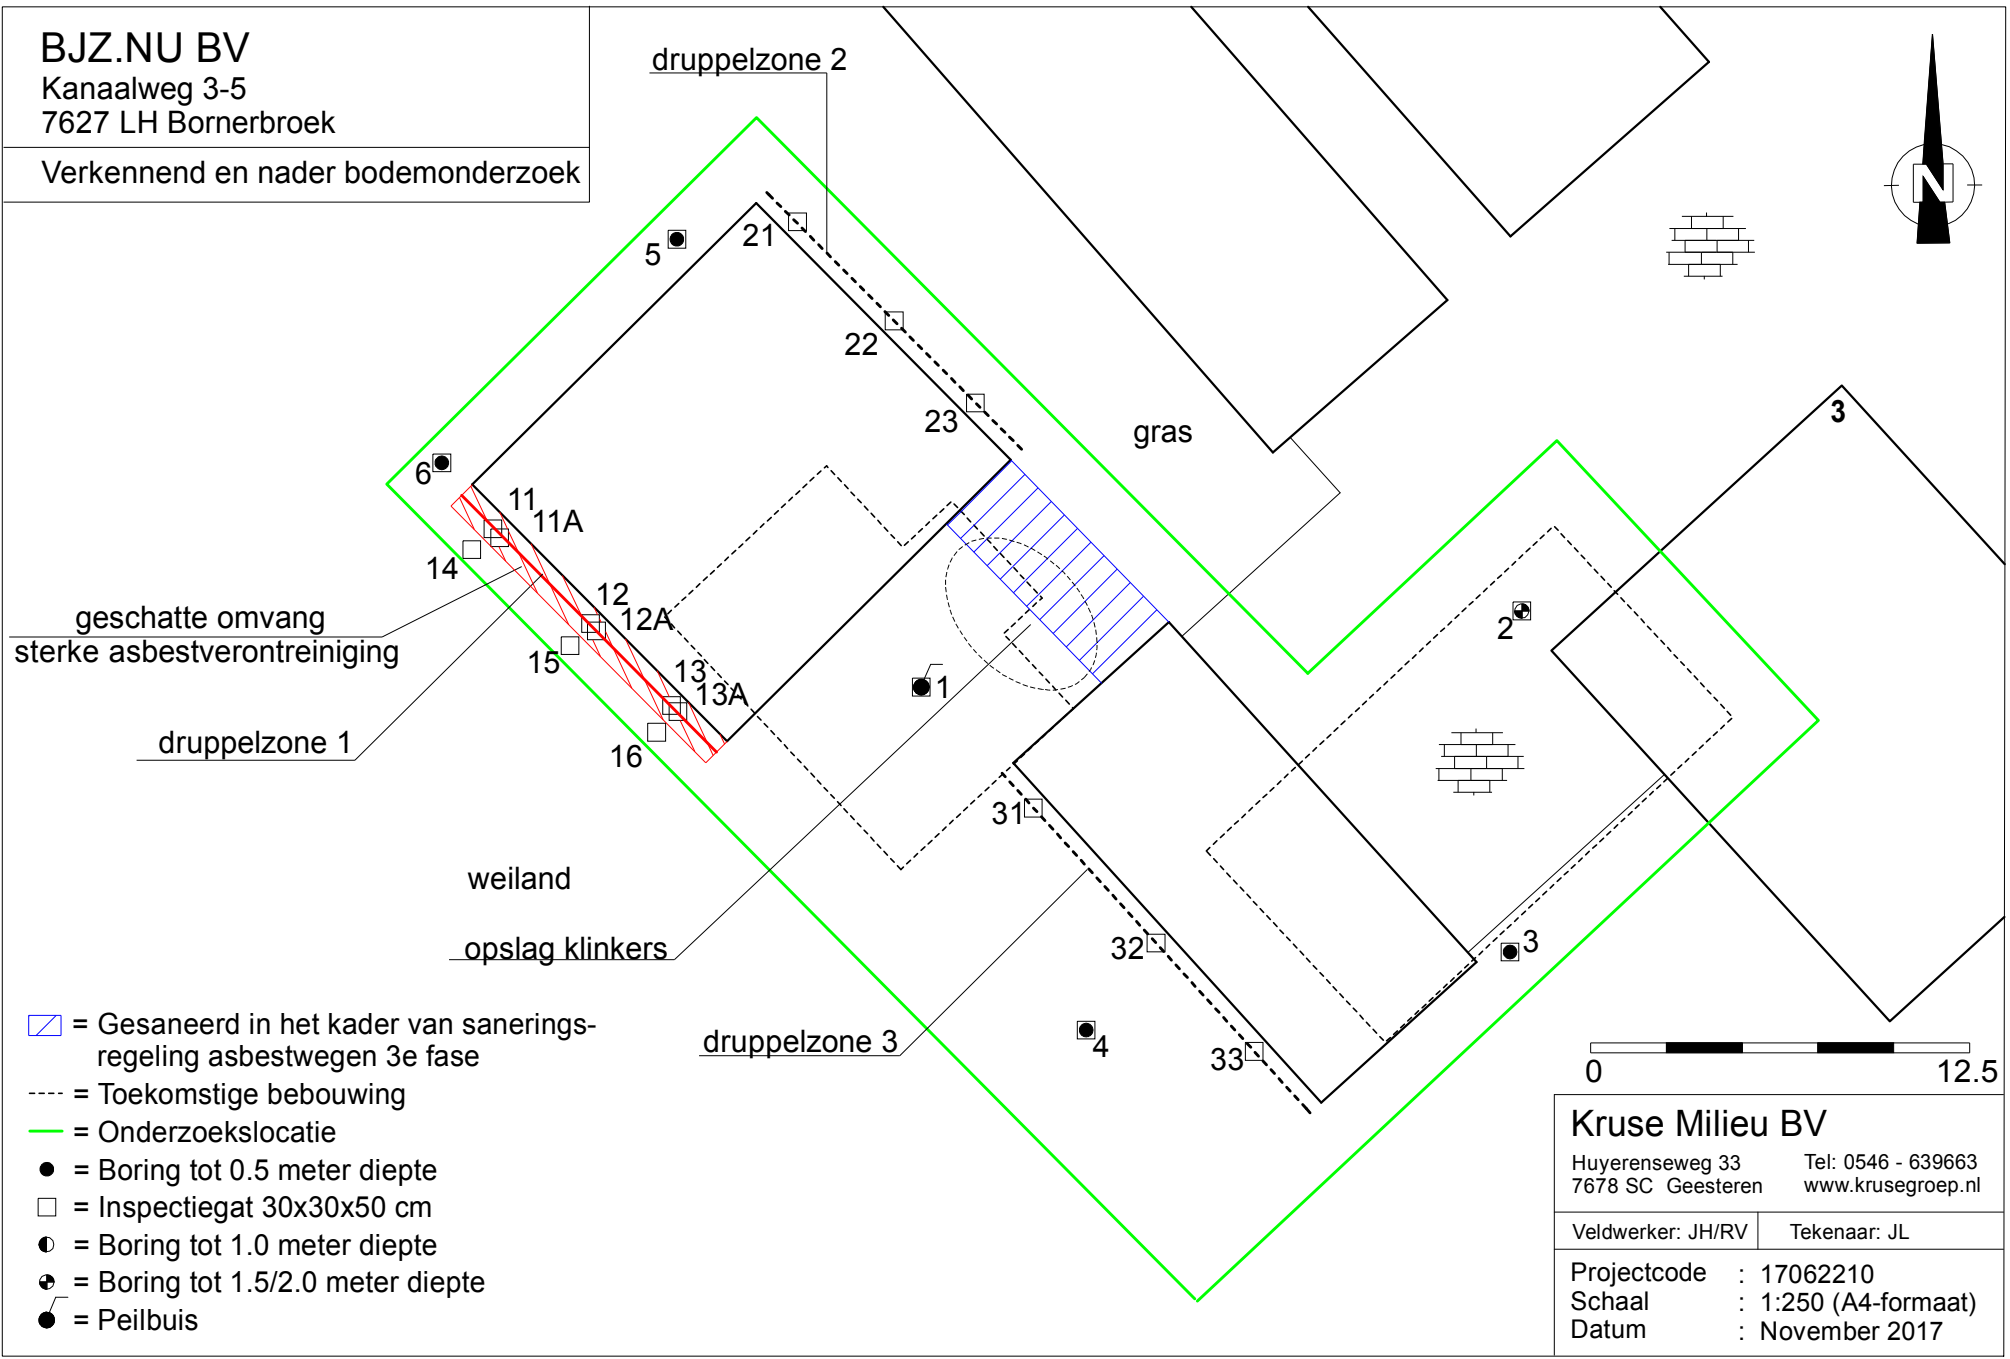 BJZ.NU BV
Kanaalweg 3-5
7627 LH Bornerbroek
Verkennend en nader bodemonderzoek
druppelzone 2
N
5
21
22
23
6
gras
3
11
11A
14
12
12A
15
13
13A
16
geschatte omvang
sterke asbestverontreiniging
druppelzone 1
1
2
31
32
33
3
4
weiland
opslag klinkers
druppelzone 3
= Gesaneerd in het kader van sanerings-
regeling asbestwegen 3e fase
= Toekomstige bebouwing
= Onderzoekslocatie
= Boring tot 0.5 meter diepte
= Inspectiegat 30x30x50 cm
= Boring tot 1.0 meter diepte
= Boring tot 1.5/2.0 meter diepte
= Peilbuis
0 12.5
Kruse Milieu BV
Huyerenseweg 33 Tel: 0546 - 639663
7678 SC Geesteren www.krusegroep.nl
Veldwerker: JH/RV Tekenaar: JL
Projectcode : 17062210
Schaal : 1:250 (A4-formaat)
Datum : November 2017